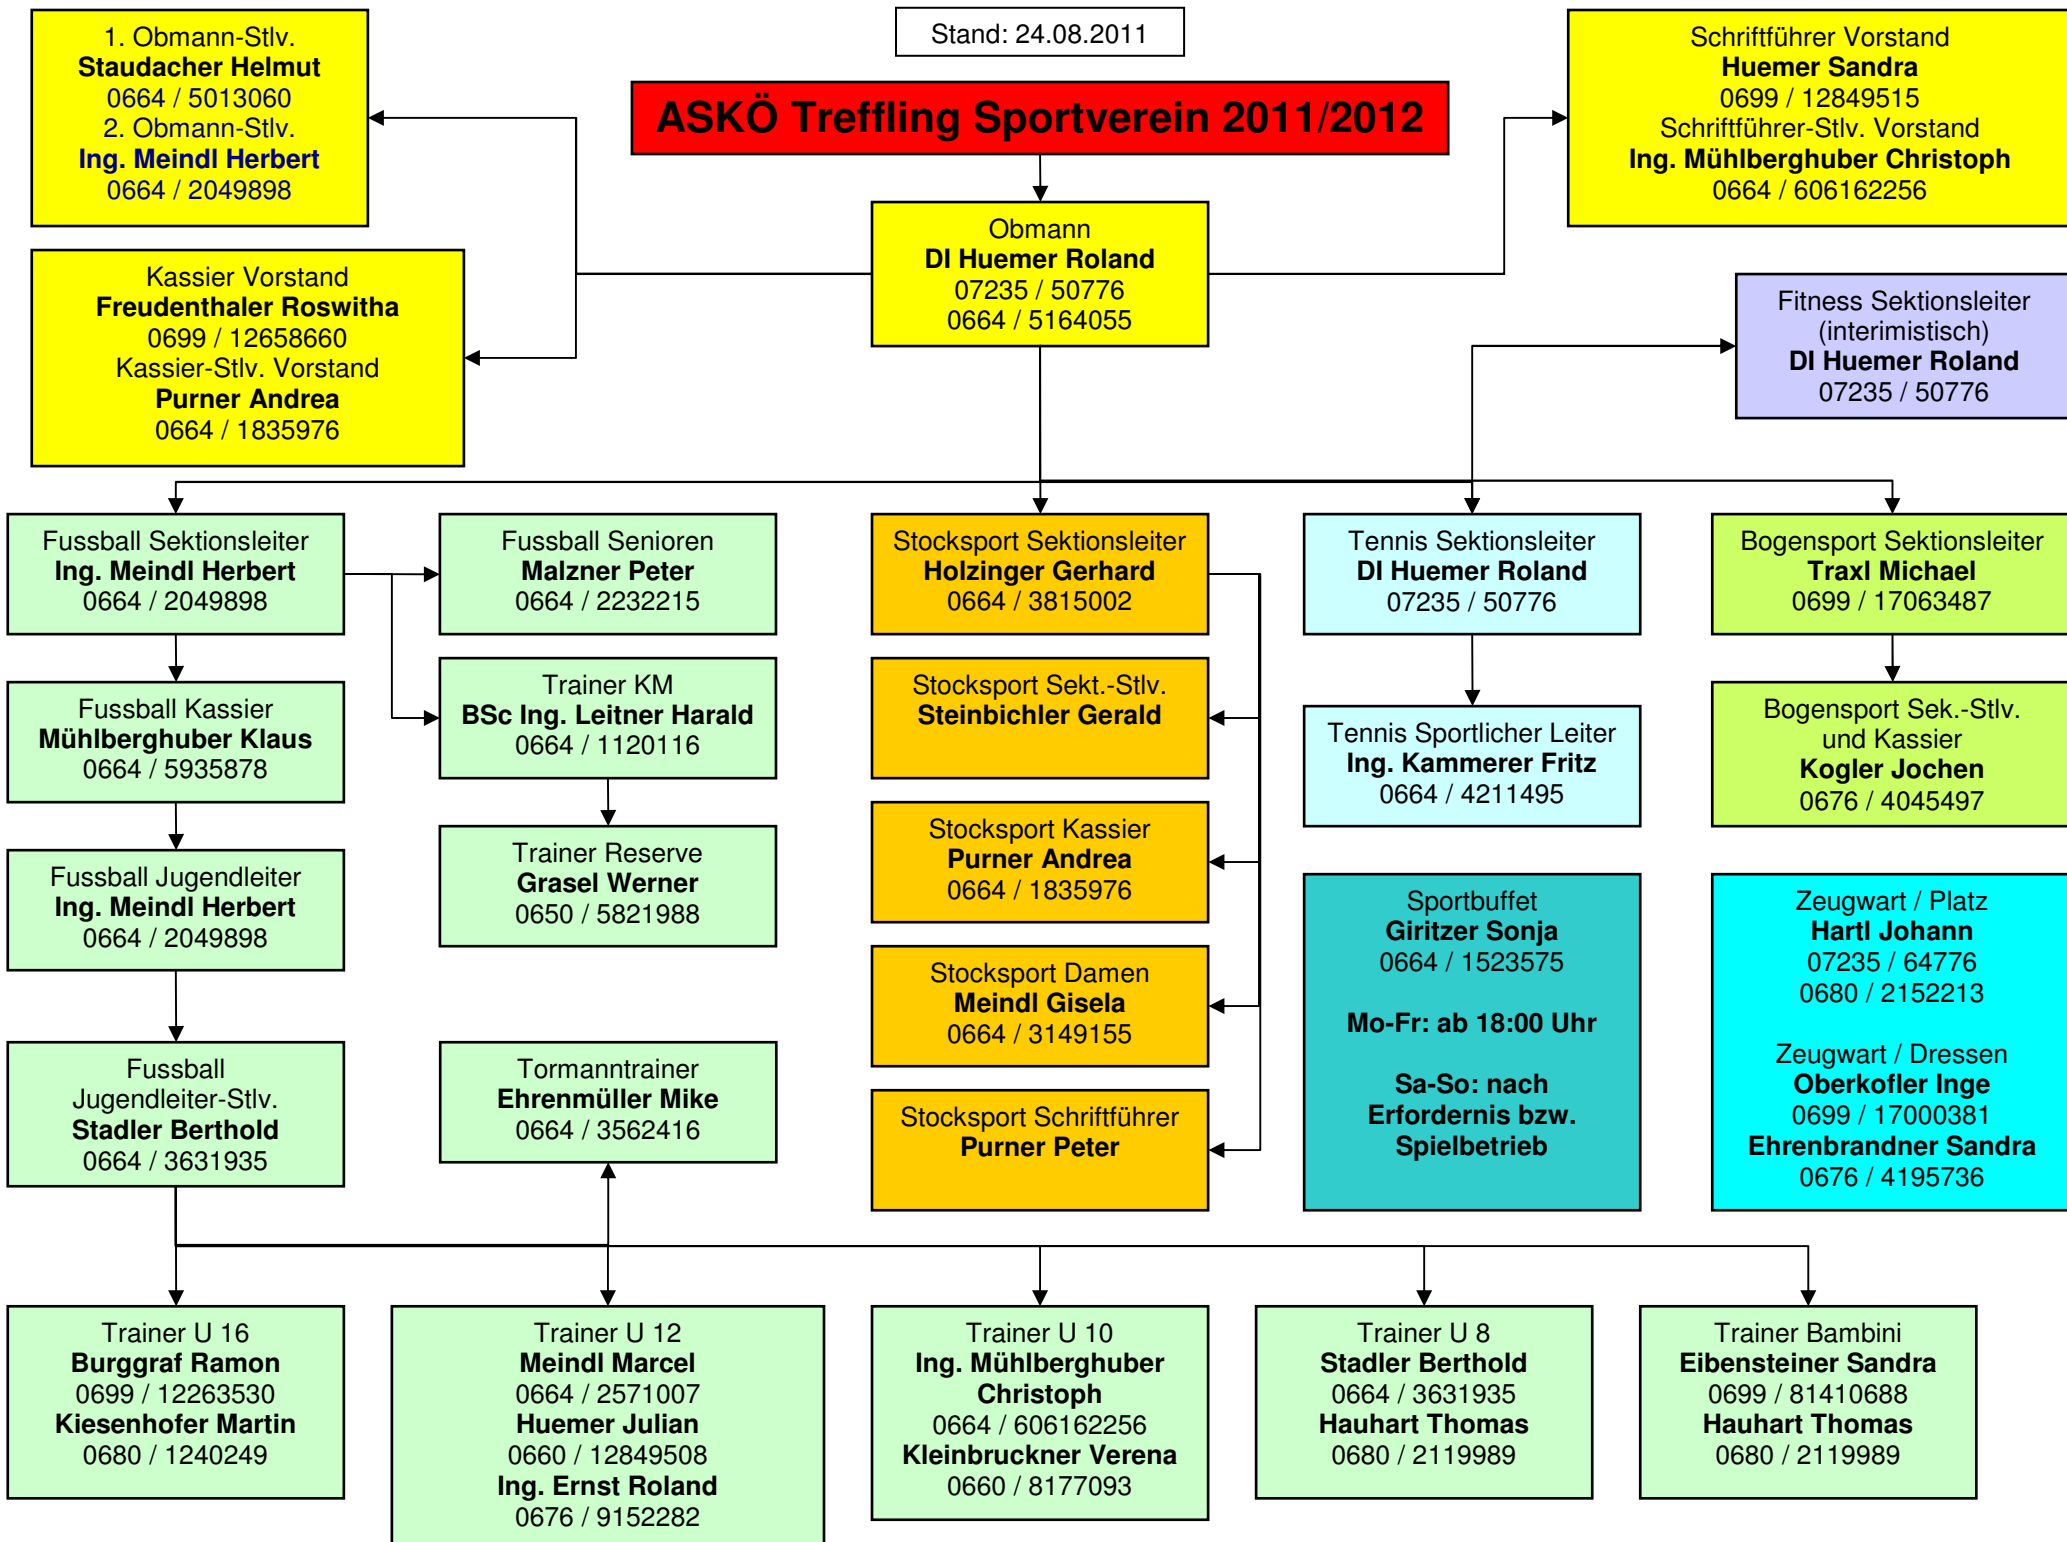 Stand: 24.08.2011
ASKÖ Treffling Sportverein 2011/2012
1. Obmann-Stlv.
Staudacher Helmut
0664 / 5013060
2. Obmann-Stlv.
Ing. Meindl Herbert
0664 / 2049898
Schriftführer Vorstand
Huemer Sandra
0699 / 12849515
Schriftführer-Stlv. Vorstand
Ing. Mühlberghuber Christoph
0664 / 606162256
Obmann
DI Huemer Roland
07235 / 50776
0664 / 5164055
Kassier Vorstand
Freudenthaler Roswitha
0699 / 12658660
Kassier-Stlv. Vorstand
Purner Andrea
0664 / 1835976
Fitness Sektionsleiter
(interimistisch)
DI Huemer Roland
07235 / 50776
Fussball Sektionsleiter
Ing. Meindl Herbert
0664 / 2049898
Fussball Senioren
Malzner Peter
0664 / 2232215
Stocksport Sektionsleiter
Holzinger Gerhard
0664 / 3815002
Tennis Sektionsleiter
DI Huemer Roland
07235 / 50776
Bogensport Sektionsleiter
Traxl Michael
0699 / 17063487
Fussball Kassier
Mühlberghuber Klaus
0664 / 5935878
Trainer KM
BSc Ing. Leitner Harald
0664 / 1120116
Stocksport Sekt.-Stlv.
Steinbichler Gerald
Tennis Sportlicher Leiter
Ing. Kammerer Fritz
0664 / 4211495
Bogensport Sek.-Stlv.
und Kassier
Kogler Jochen
0676 / 4045497
Fussball Jugendleiter
Ing. Meindl Herbert
0664 / 2049898
Trainer Reserve
Grasel Werner
0650 / 5821988
Stocksport Kassier
Purner Andrea
0664 / 1835976
Sportbuffet
Giritzer Sonja
0664 / 1523575
Mo-Fr: ab 18:00 Uhr
Sa-So: nach
Erfordernis bzw.
Spielbetrieb
Zeugwart / Platz
Hartl Johann
07235 / 64776
0680 / 2152213
Zeugwart / Dressen
Oberkofler Inge
0699 / 17000381
Ehrenbrandner Sandra
0676 / 4195736
Stocksport Damen
Meindl Gisela
0664 / 3149155
Fussball
Jugendleiter-Stlv.
Stadler Berthold
0664 / 3631935
Tormanntrainer
Ehrenmüller Mike
0664 / 3562416
Stocksport Schriftführer
Purner Peter
Trainer U 16
Burggraf Ramon
0699 / 12263530
Kiesenhofer Martin
0680 / 1240249
Trainer U 12
Meindl Marcel
0664 / 2571007
Huemer Julian
0660 / 12849508
Ing. Ernst Roland
0676 / 9152282
Trainer U 10
Ing. Mühlberghuber
Christoph
0664 / 606162256
Kleinbruckner Verena
0660 / 8177093
Trainer U 8
Stadler Berthold
0664 / 3631935
Hauhart Thomas
0680 / 2119989
Trainer Bambini
Eibensteiner Sandra
0699 / 81410688
Hauhart Thomas
0680 / 2119989